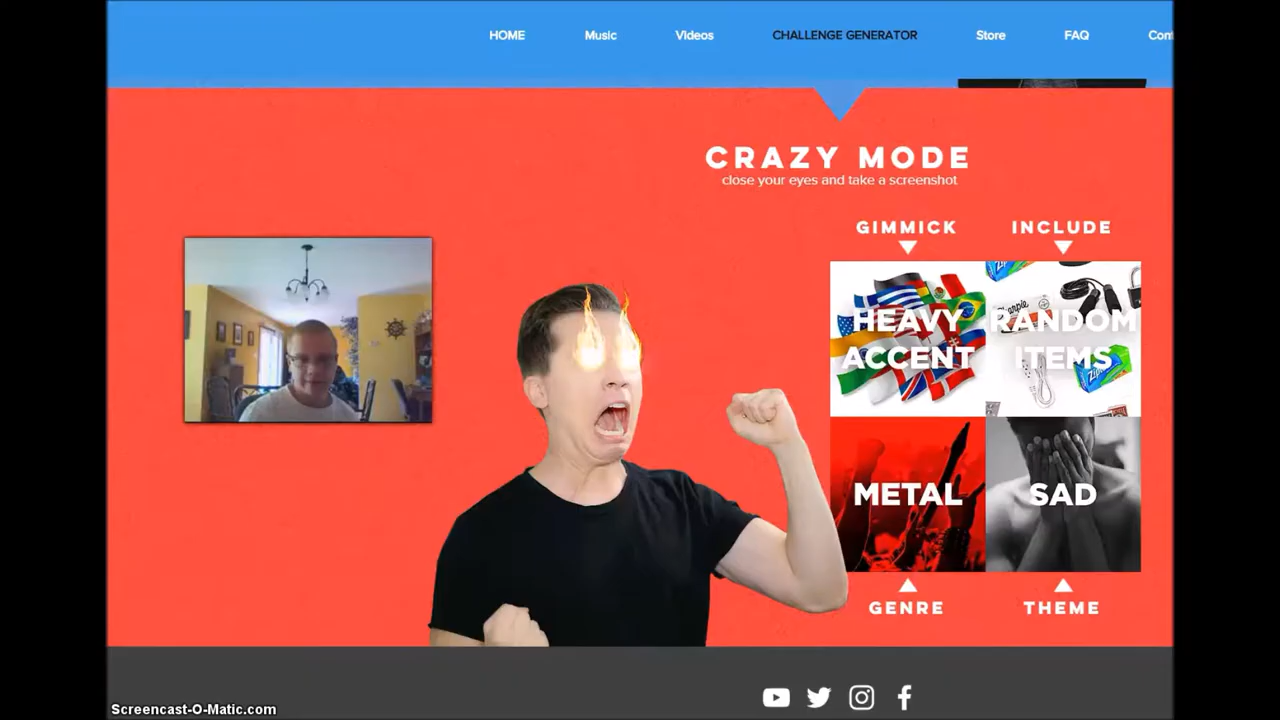 HOME Music VIdeos CHALLENGE GENERATOR Store FAQ
CRAZY MODE
close your eyes and take a screenshot
GIMMICK INCLUDE
HEAVY ACCENT
RANDOM ITEMS
Sharpie
METAL SAD
GENRE THEME
Screencast-O-Matic.com